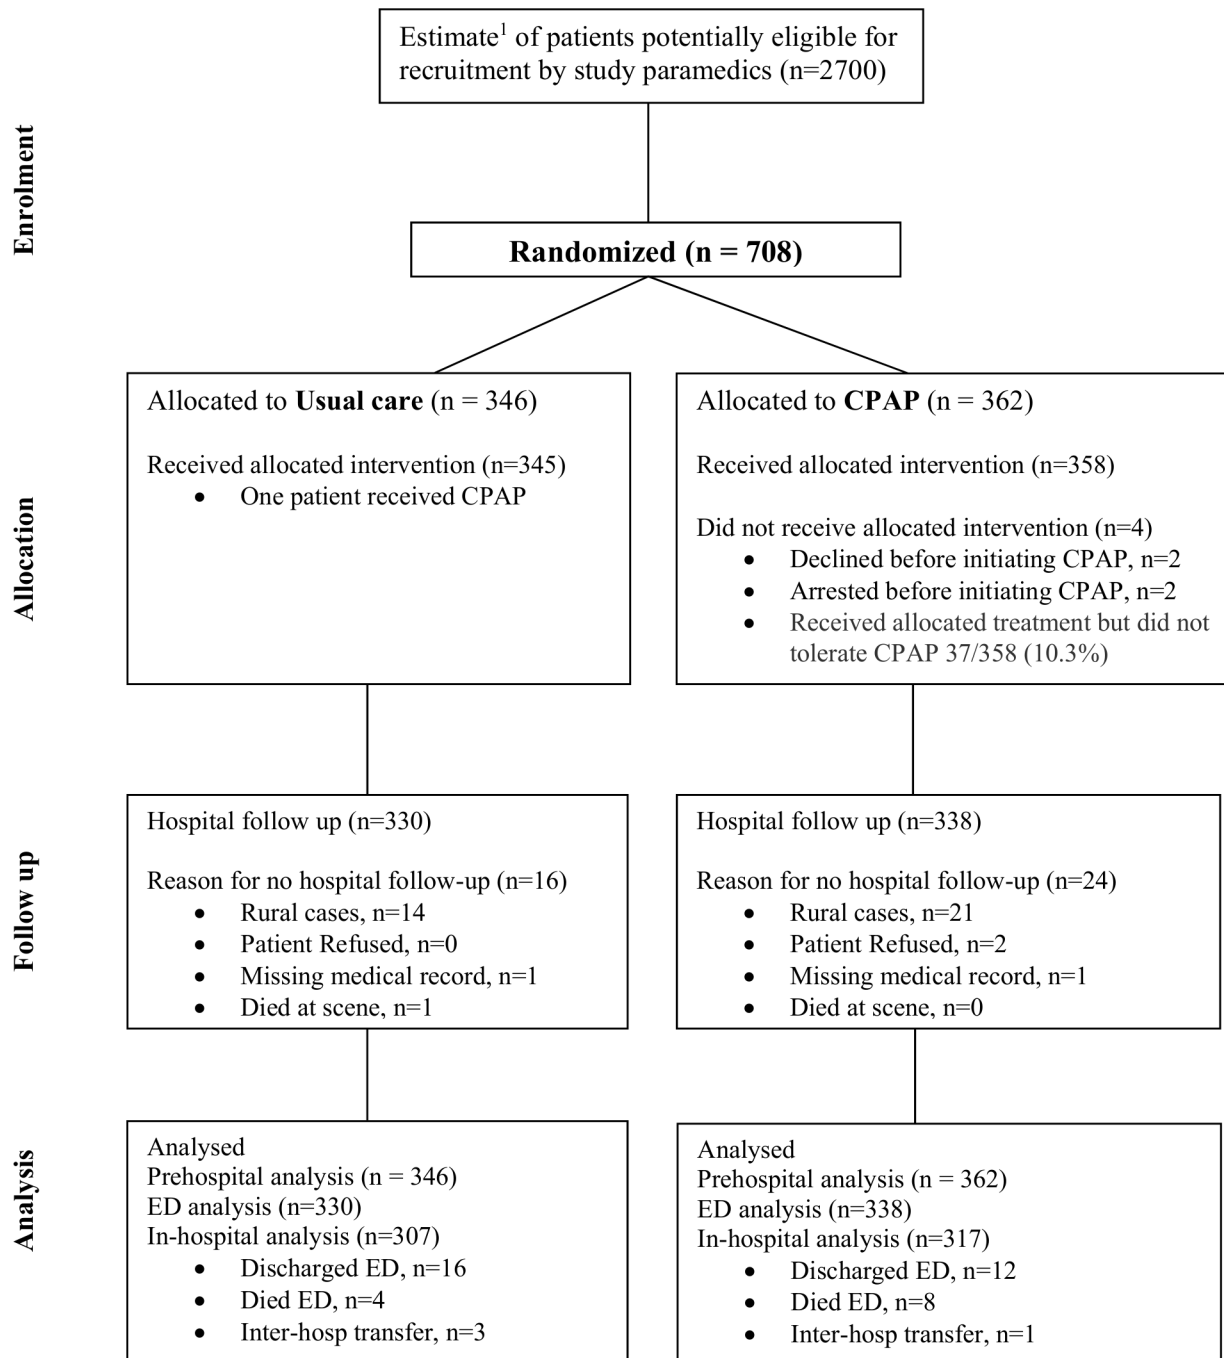 Estimate¹ of patients potentially eligible for
recruitment by study paramedics (n=2700)
Enrolment
Randomized (n = 708)
Allocation
Allocated to Usual care (n = 346)
Received allocated intervention (n=345)
• One patient received CPAP
Allocated to CPAP (n = 362)
Received allocated intervention (n=358)
Did not receive allocated intervention (n=4)
• Declined before initiating CPAP, n=2
• Arrested before initiating CPAP, n=2
• Received allocated treatment but did not
tolerate CPAP 37/358 (10.3%)
Follow up
Hospital follow up (n=330)
Reason for no hospital follow-up (n=16)
• Rural cases, n=14
• Patient Refused, n=0
• Missing medical record, n=1
• Died at scene, n=1
Hospital follow up (n=338)
Reason for no hospital follow-up (n=24)
• Rural cases, n=21
• Patient Refused, n=2
• Missing medical record, n=1
• Died at scene, n=0
Analysis
Analysed
Prehospital analysis (n = 346)
ED analysis (n=330)
In-hospital analysis (n=307)
• Discharged ED, n=16
• Died ED, n=4
• Inter-hosp transfer, n=3
Analysed
Prehospital analysis (n = 362)
ED analysis (n=338)
In-hospital analysis (n=317)
• Discharged ED, n=12
• Died ED, n=8
• Inter-hosp transfer, n=1